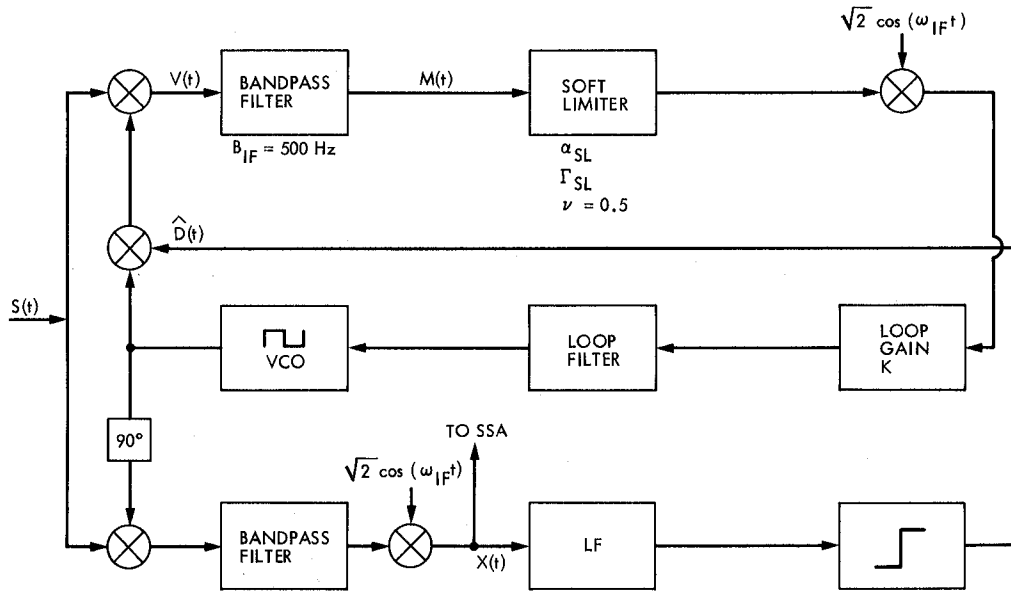 √2 cos (ω_IF t)
V(t)
BANDPASS
FILTER
M(t)
SOFT
LIMITER
B_IF = 500 Hz
α_SL
Γ_SL
ν = 0.5
D̂(t)
S(t)
VCO
LOOP
FILTER
LOOP
GAIN
K
90°
TO SSA
√2 cos (ω_IF t)
BANDPASS
FILTER
X(t)
LF